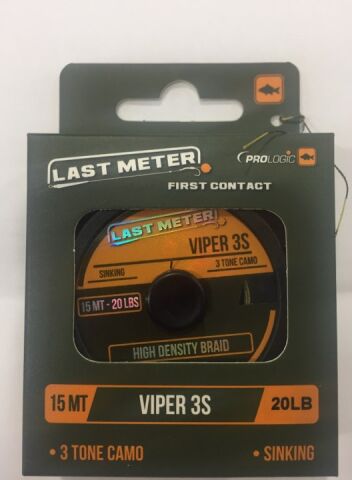 LAST METER
PROLOGIC
FIRST CONTACT
LAST METER
VIPER 3S
SINKING
3 TONE CAMO
15 MT - 20 LBS
HIGH DENSITY BRAID
15 MT
VIPER 3S
20LB
• 3 TONE CAMO
• SINKING